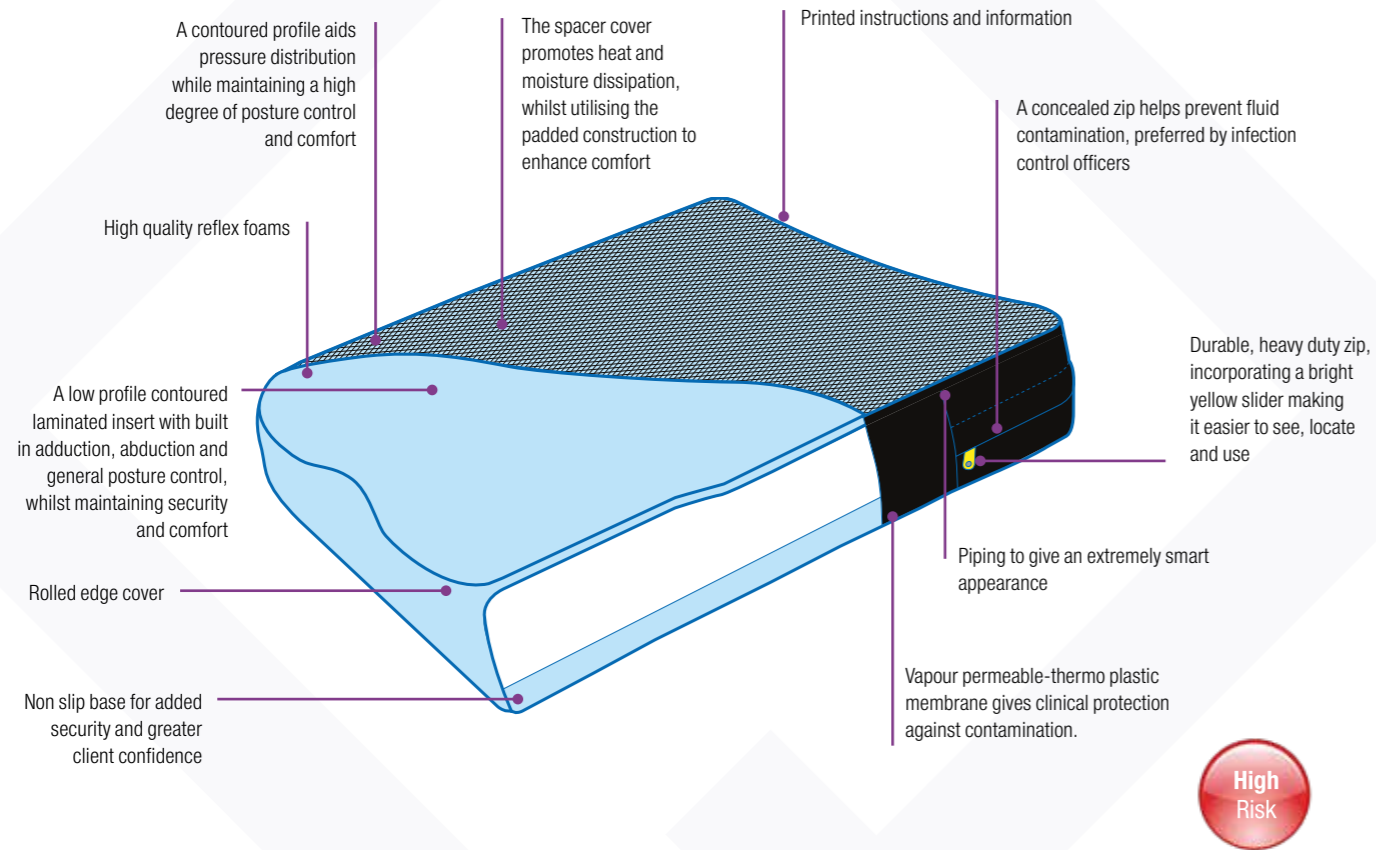 A contoured profile aids
pressure distribution
while maintaining a high
degree of posture control
and comfort
The spacer cover
promotes heat and
moisture dissipation,
whilst utilising the
padded construction to
enhance comfort
Printed instructions and information
A concealed zip helps prevent fluid
contamination, preferred by infection
control officers
High quality reflex foams
Durable, heavy duty zip,
incorporating a bright
yellow slider making
it easier to see, locate
and use
A low profile contoured
laminated insert with built
in adduction, abduction and
general posture control,
whilst maintaining security
and comfort
Piping to give an extremely smart
appearance
Rolled edge cover
Vapour permeable-thermo plastic
membrane gives clinical protection
against contamination.
Non slip base for added
security and greater
client confidence
High
Risk